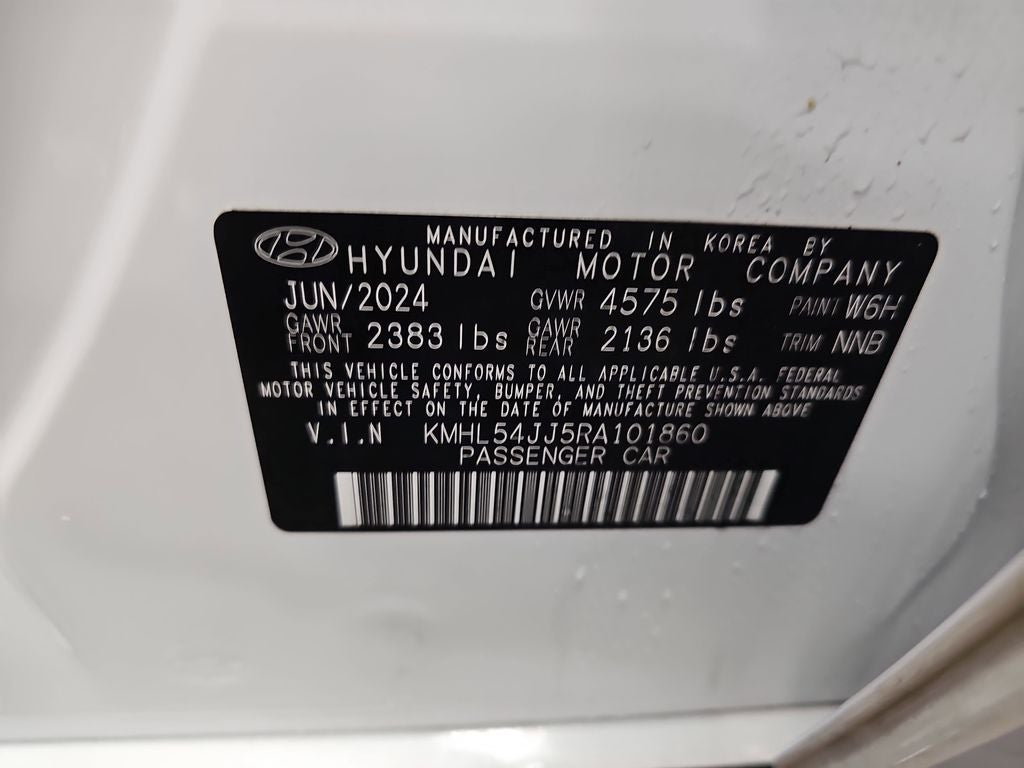 MANUFACTURED IN KOREA BY
HYUNDAI MOTOR COMPANY
JUN/2024 GVWR 4575 lbs PAINT W6H
GAWR FRONT 2383 lbs GAWR REAR 2136 lbs TRIM NNB
THIS VEHICLE CONFORMS TO ALL APPLICABLE U.S.A. FEDERAL
MOTOR VEHICLE SAFETY, BUMPER, AND THEFT PREVENTION STANDARDS
IN EFFECT ON THE DATE OF MANUFACTURE SHOWN ABOVE
V.I.N KMHL54JJ5RA101860
PASSENGER CAR